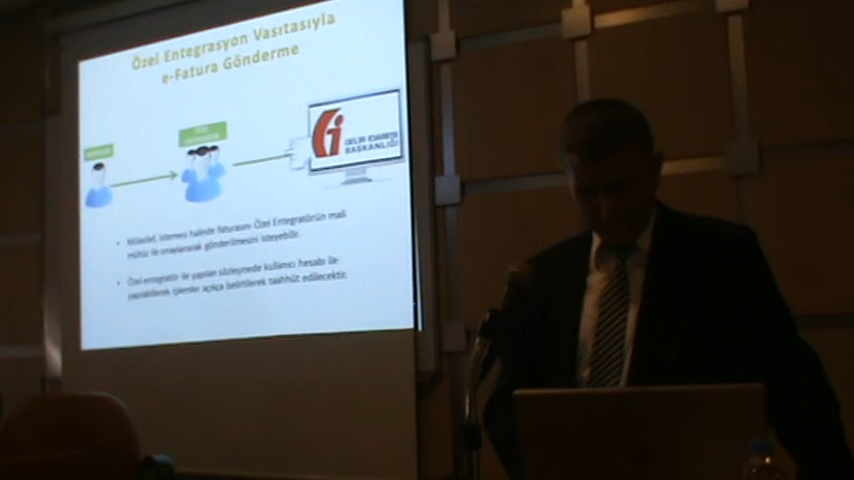 Özel Entegrasyon Vasıtasıyla
e-Fatura Gönderme
ÖZEL
GELİR İDARESİ
BAŞKANLIĞI
• Mükellef, istemesi halinde faturasını Özel Entegratörün mali
mühür ile onaylanarak gönderilmesini isteyebilir.
• Özel entegratör ile yapılan sözleşmede kullanıcı hesabı ile
yapılabilecek işlemler açıkça belirtilerek taahhüt edilecektir.